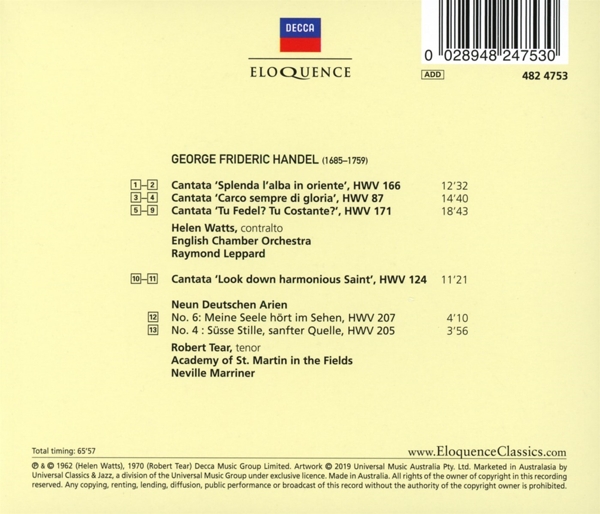 DECCA
ELOQUENCE
0 028948 247530
ADD
482 4753
GEORGE FRIDERIC HANDEL (1685–1759)
1–2 Cantata ‘Splenda l’alba in oriente’, HWV 166 12’32
3–4 Cantata ‘Carco sempre di gloria’, HWV 87 14’40
5–9 Cantata ‘Tu Fedel? Tu Costante?’, HWV 171 18’43
Helen Watts, contralto
English Chamber Orchestra
Raymond Leppard
10–11 Cantata ‘Look down harmonious Saint’, HWV 124 11’21
Neun Deutschen Arien
12 No. 6: Meine Seele hört im Sehen, HWV 207 4’10
13 No. 4 : Süsse Stille, sanfter Quelle, HWV 205 3’56
Robert Tear, tenor
Academy of St. Martin in the Fields
Neville Marriner
Total timing: 65’57
www.EloquenceClassics.com
℗ & © 1962 (Helen Watts), 1970 (Robert Tear) Decca Music Group Limited. Artwork © 2019 Universal Music Australia Pty. Ltd. Marketed in Australasia by
Universal Classics & Jazz, a division of the Universal Music Group under exclusive licence. Made in Australia. All rights of the owner of copyright in this recording
reserved. Any copying, renting, lending, diffusion, public performance or broadcast of this record without the authority of the copyright owner is prohibited.